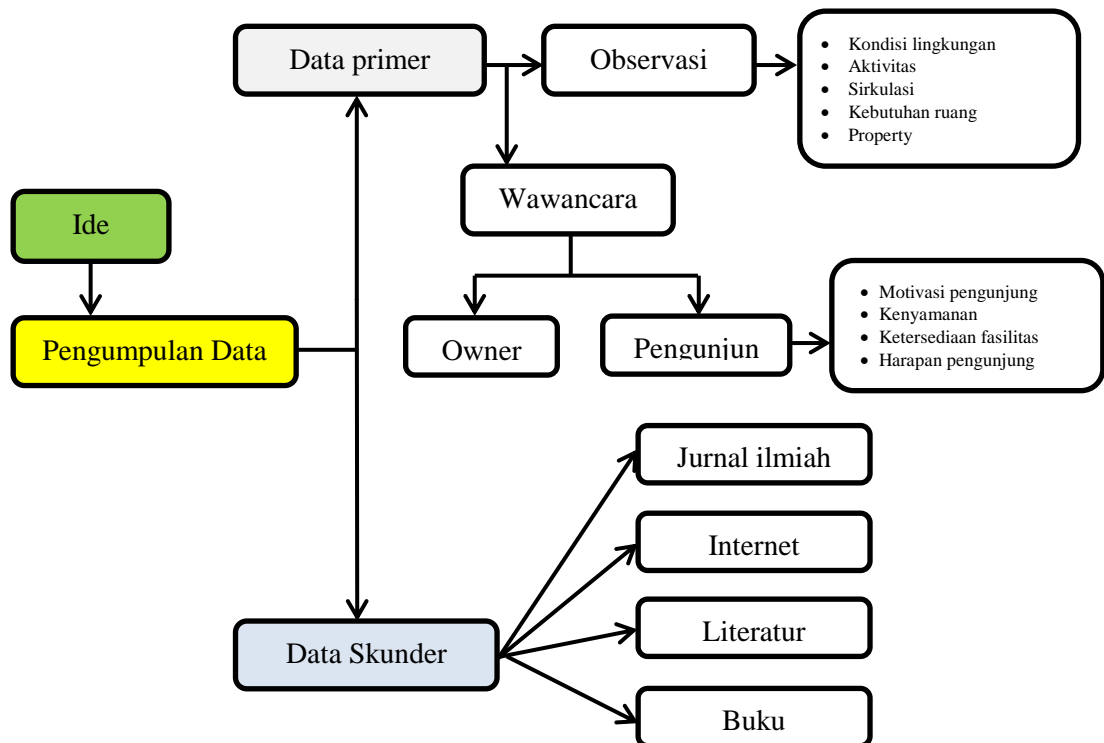 Data primer
Observasi
Kondisi lingkungan
Aktivitas
Sirkulasi
Kebutuhan ruang
Property
Wawancara
Ide
Pengumpulan Data
Owner
Pengunjun
Motivasi pengunjung
Kenyamanan
Ketersediaan fasilitas
Harapan pengunjung
Jurnal ilmiah
Internet
Literatur
Data Skunder
Buku